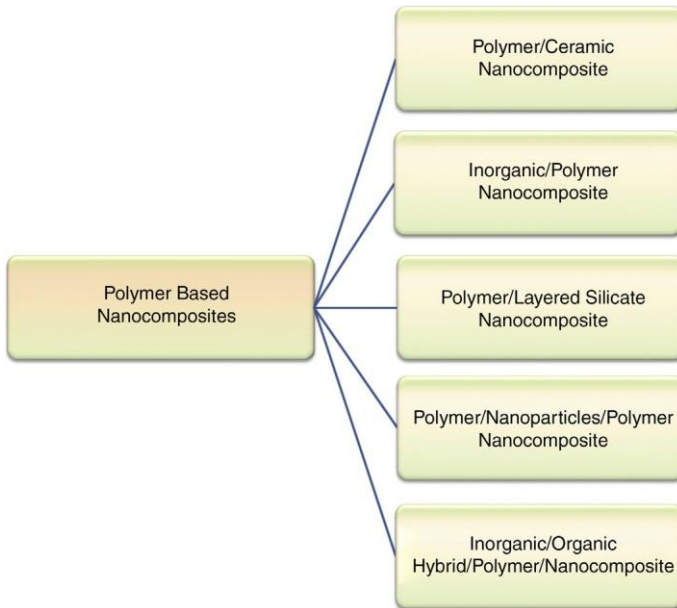 Polymer/Ceramic
Nanocomposite
Inorganic/Polymer
Nanocomposite
Polymer Based
Nanocomposites
Polymer/Layered Silicate
Nanocomposite
Polymer/Nanoparticles/Polymer
Nanocomposite
Inorganic/Organic
Hybrid/Polymer/Nanocomposite